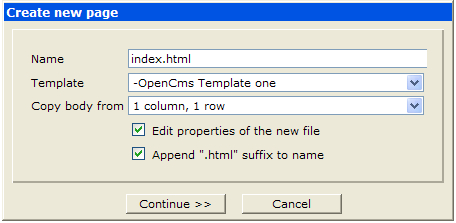 Create new page
Name index.html
Template -OpenCms Template one
Copy body from 1 column, 1 row
Edit properties of the new file
Append ".html" suffix to name
Continue >> Cancel